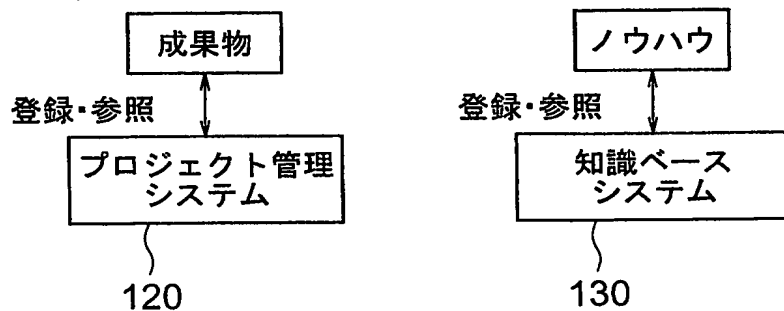 成果物
登録・参照
プロジェクト管理
システム
120
ノウハウ
登録・参照
知識ベース
システム
130